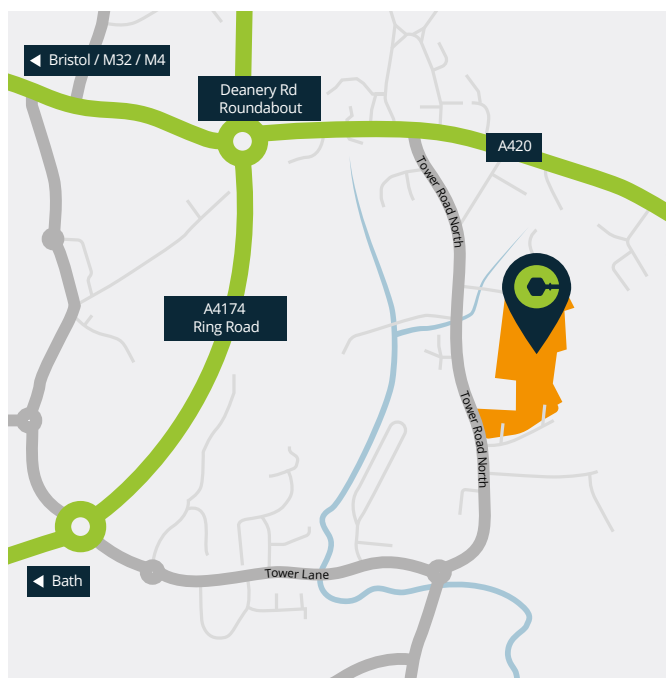 Bristol / M32 / M4
Deanery Rd
Roundabout
A420
Tower Road North
A4174
Ring Road
Tower Road North
Tower Lane
Bath